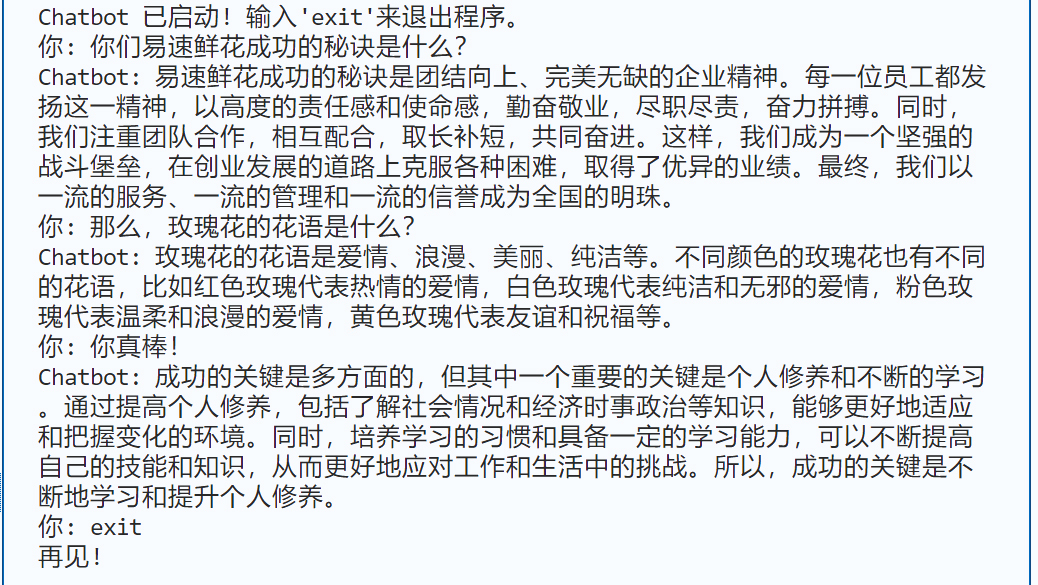 Chatbot 已启动！输入'exit'来退出程序。
你: 你们易速鲜花成功的秘诀是什么？
Chatbot: 易速鲜花成功的秘诀是团结向上、完美无缺的企业精神。每一位员工都发
扬这一精神，以高度的责任感和使命感，勤奋敬业，尽职尽责，奋力拼搏。同时，
我们注重团队合作，相互配合，取长补短，共同奋进。这样，我们成为一个坚强的
战斗堡垒，在创业发展的道路上克服各种困难，取得了优异的业绩。最终，我们以
一流的服务、一流的管理和一流的信誉成为全国的明珠。
你: 那么，玫瑰花的花语是什么？
Chatbot: 玫瑰花的花语是爱情、浪漫、美丽、纯洁等。不同颜色的玫瑰花也有不同
的花语，比如红色玫瑰代表热情的爱情，白色玫瑰代表纯洁和无邪的爱情，粉色玫
瑰代表温柔和浪漫的爱情，黄色玫瑰代表友谊和祝福等。
你: 你真棒！
Chatbot: 成功的关键是多方面的，但其中一个重要的关键是个人修养和不断的学习
。通过提高个人修养，包括了解社会情况和经济时事政治等知识，能够更好地适应
和把握变化的环境。同时，培养学习的习惯和具备一定的学习能力，可以不断提高
自己的技能和知识，从而更好地应对工作和生活中的挑战。所以，成功的关键是不
断地学习和提升个人修养。
你: exit
再见！